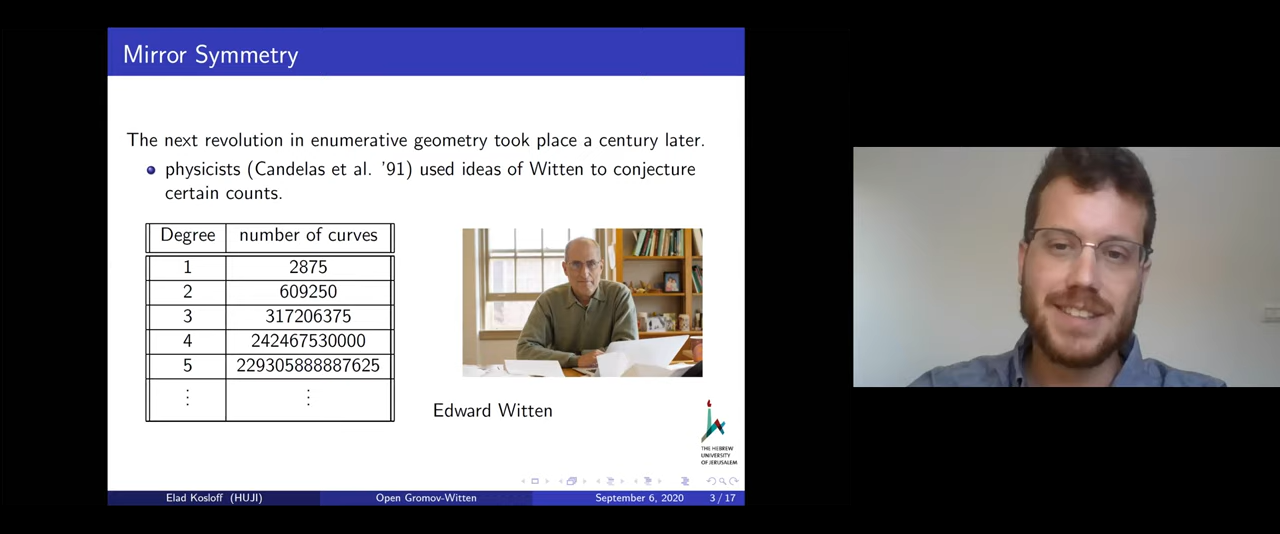 Mirror Symmetry
The next revolution in enumerative geometry took place a century later.
physicists (Candelas et al. '91) used ideas of Witten to conjecture
certain counts.
Degree number of curves
1 2875
2 609250
3 317206375
4 242467530000
5 229305888887625
⋮ ⋮
Edward Witten
THE HEBREW
UNIVERSITY
OF JERUSALEM
Elad Kosloff (HUJI) Open Gromov-Witten September 6, 2020 3 / 17